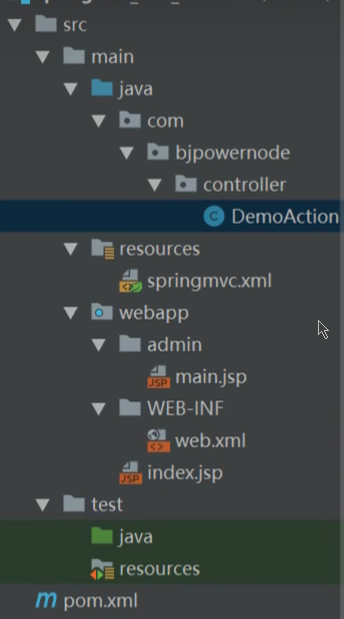 src
main
java
com
bjpowernode
controller
DemoAction
resources
springmvc.xml
webapp
admin
main.jsp
WEB-INF
web.xml
index.jsp
test
java
resources
pom.xml